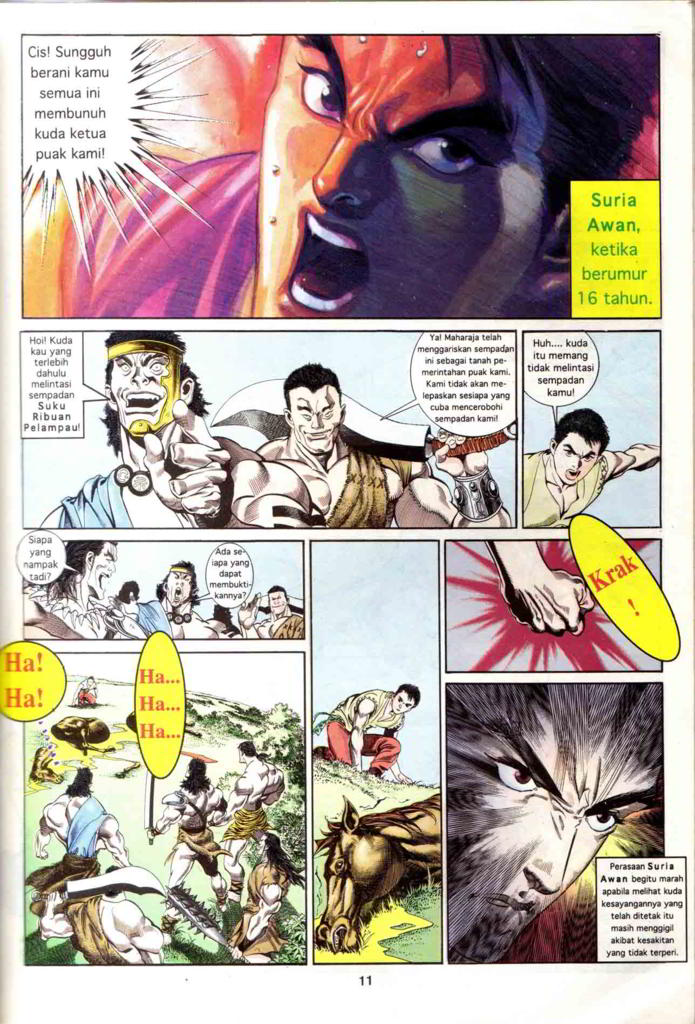 Cis! Sungguh
berani kamu
semua ini
membunuh
kuda ketua
puak kami!
Suria
Awan,
ketika
berumur
16 tahun.
Hoi! Kuda
kau yang
terlebih
dahulu
melintasi
sempadan
Suku
Ribuan
Pelampau!
Ya! Maharaja telah
menggariskan sempadan
ini sebagai tanah pe-
merintahan puak kami.
Kami tidak akan me-
lepaskan sesiapa yang
cuba mencerobohi
sempadan kami!
Huh.... kuda
itu memang
tidak melintasi
sempadan
kamu!
Siapa
yang
nampak
tadi?
Ada se-
iapa yang
dapat
membukti-
kannya?
Krak
!
Ha!
Ha!
Ha...
Ha...
Ha...
Perasaan Suria
Awan begitu marah
apabila melihat kuda
kesayangannya yang
telah ditetak itu
masih menggigil
akibat kesakitan
yang tidak terperi.
11